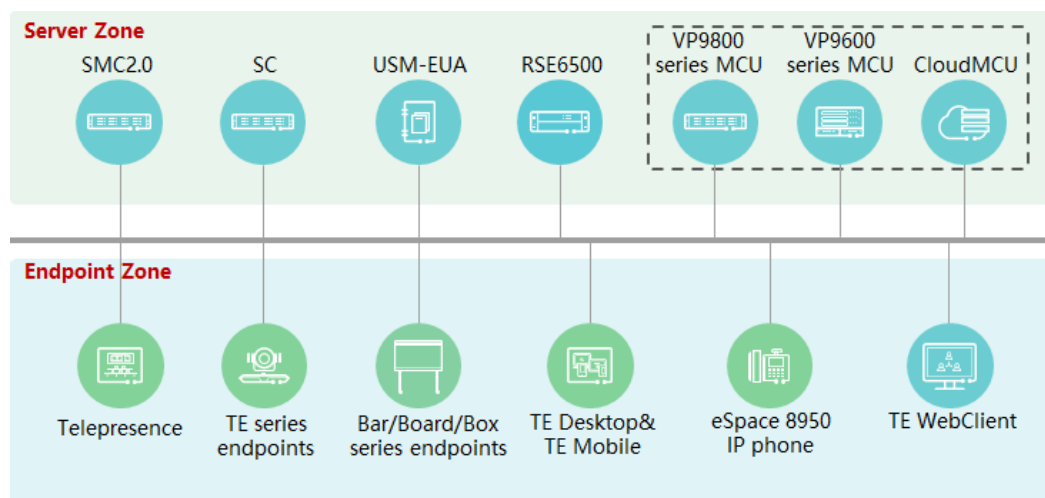 Server Zone
SMC2.0
SC
USM-EUA
RSE6500
VP9800
series MCU
VP9600
series MCU
CloudMCU
Endpoint Zone
Telepresence
TE series
endpoints
Bar/Board/Box
series endpoints
TE Desktop&
TE Mobile
eSpace 8950
IP phone
TE WebClient